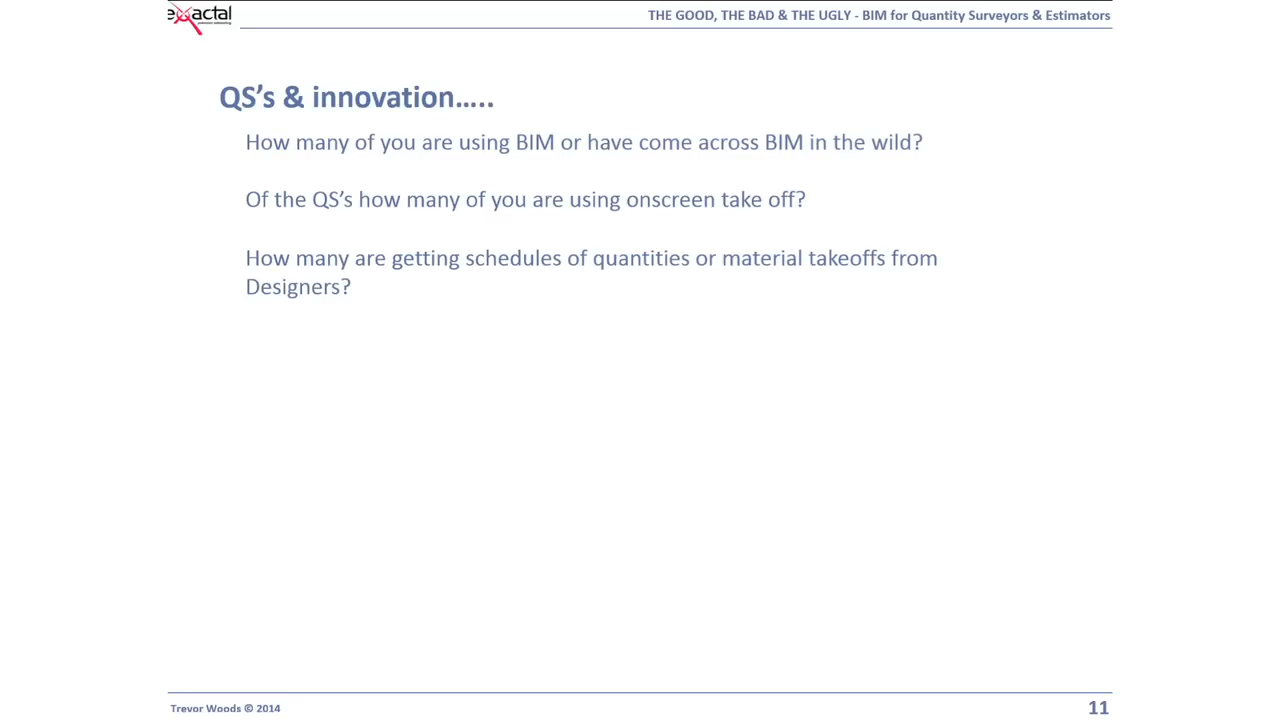 exactal
THE GOOD, THE BAD & THE UGLY - BIM for Quantity Surveyors & Estimators
QS’s & innovation…..
How many of you are using BIM or have come across BIM in the wild?
Of the QS’s how many of you are using onscreen take off?
How many are getting schedules of quantities or material takeoffs from
Designers?
Trevor Woods © 2014
11